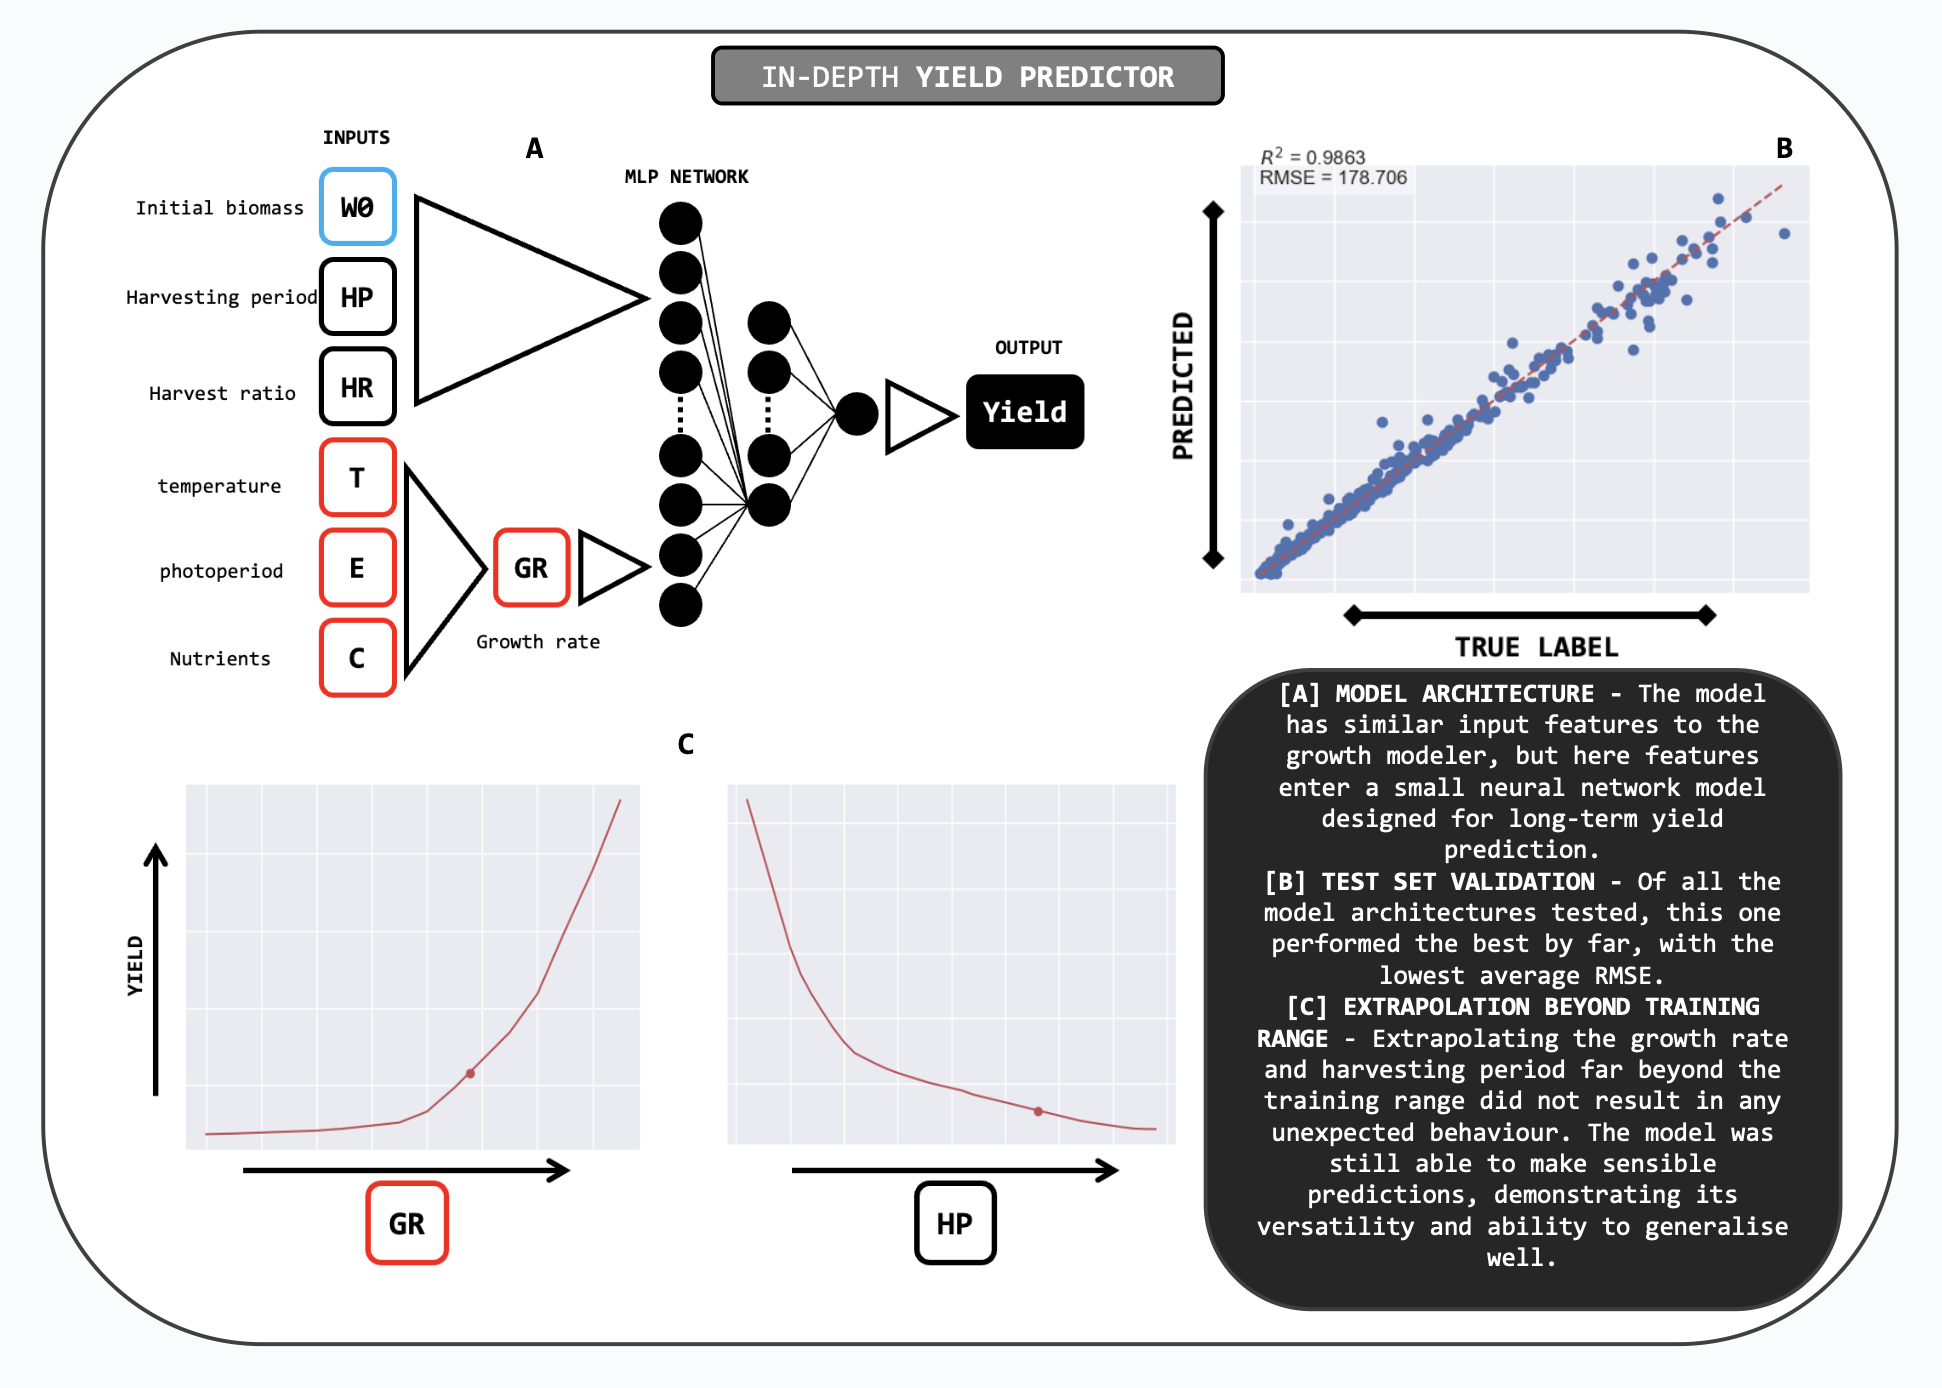 IN-DEPTH YIELD PREDICTOR
INPUTS
A
MLP NETWORK
Initial biomass
W0
Harvesting period
HP
Harvest ratio
HR
temperature
T
photoperiod
E
Nutrients
C
GR
Growth rate
OUTPUT
Yield
B
R² = 0.9863
RMSE = 178.706
PREDICTED
TRUE LABEL
C
YIELD
GR
HP
[A] MODEL ARCHITECTURE - The model
has similar input features to the
growth modeler, but here features
enter a small neural network model
designed for long-term yield
prediction.
[B] TEST SET VALIDATION - Of all the
model architectures tested, this one
performed the best by far, with the
lowest average RMSE.
[C] EXTRAPOLATION BEYOND TRAINING
RANGE - Extrapolating the growth rate
and harvesting period far beyond the
training range did not result in any
unexpected behaviour. The model was
still able to make sensible
predictions, demonstrating its
versatility and ability to generalise
well.